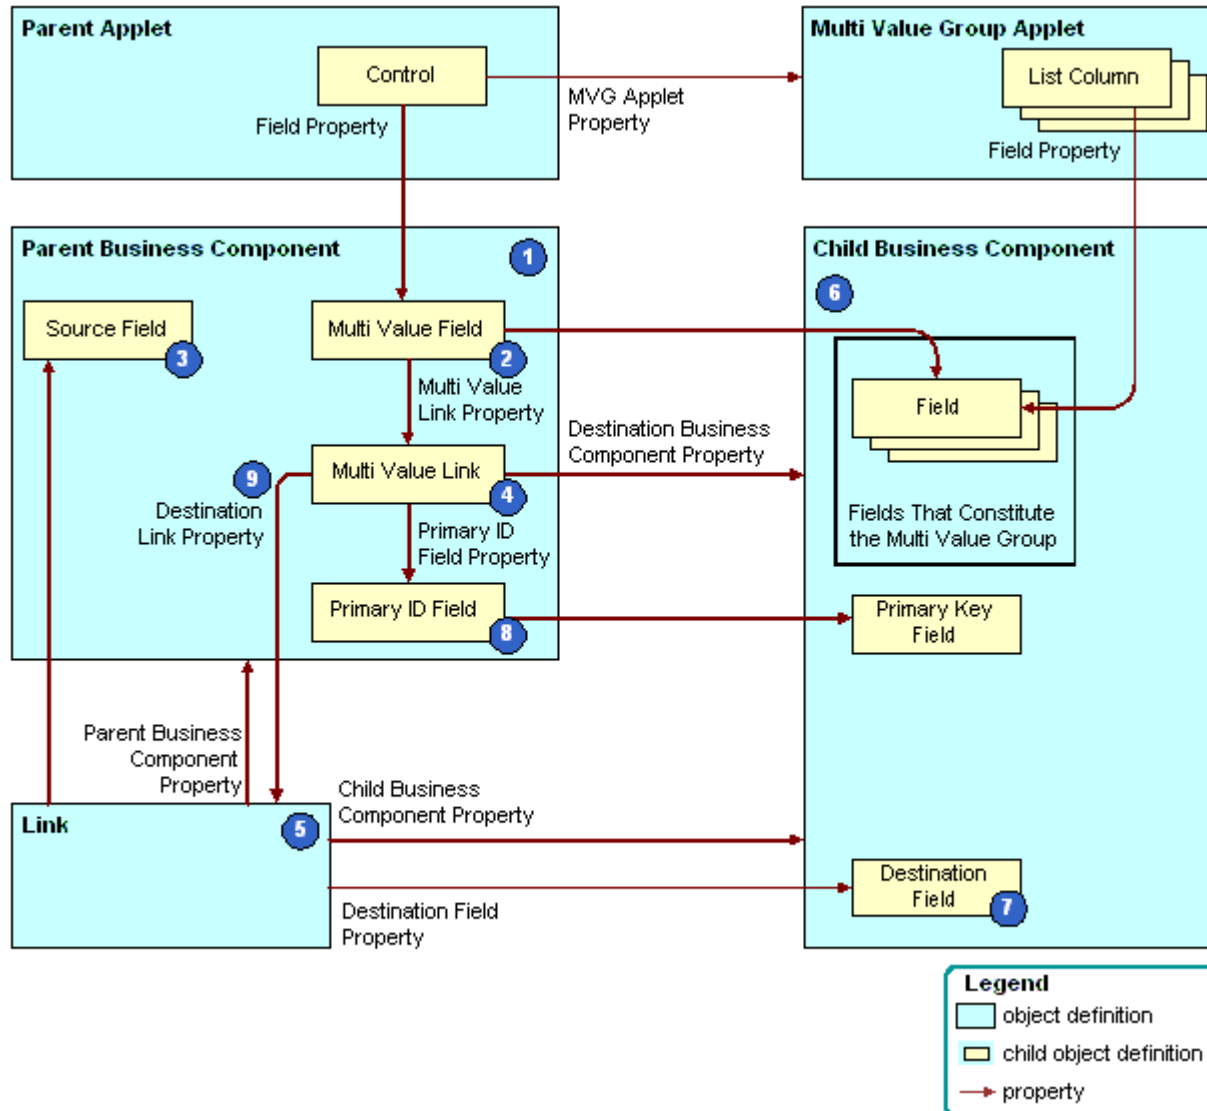 Parent Applet
Control
Field Property
MVG Applet
Property
Multi Value Group Applet
List Column
Field Property
Parent Business Component
1
Source Field
3
Multi Value Field
2
Multi Value
Link Property
9
Destination
Link Property
Multi Value Link
4
Primary ID
Field Property
Primary ID Field
8
Destination Business
Component Property
Child Business Component
6
Field
Fields That Constitute
the Multi Value Group
Primary Key
Field
Parent Business
Component
Property
Link
5
Child Business
Component Property
Destination Field
Property
Destination
Field
7
Legend
object definition
child object definition
property